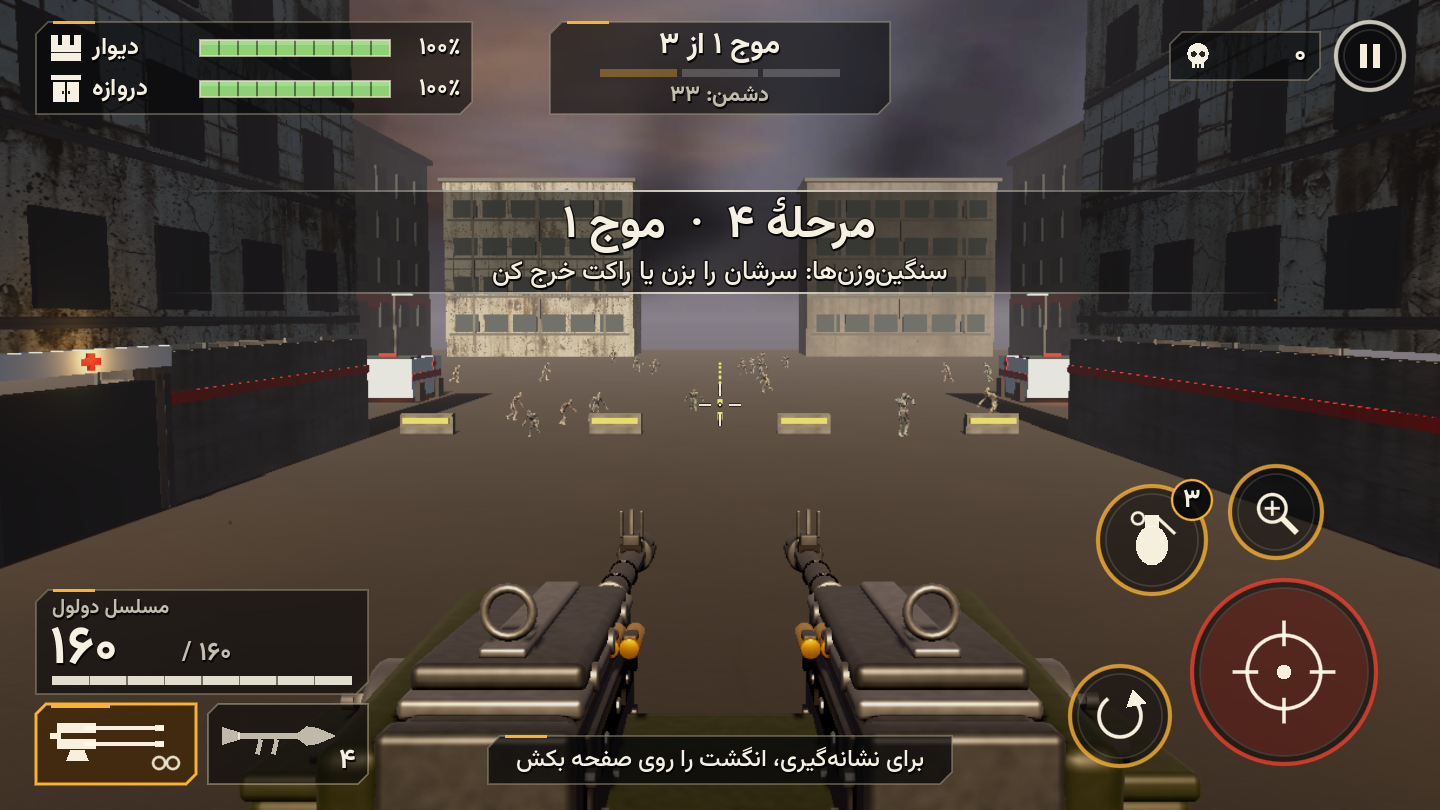 دیوار ۱۰۰٪
دروازه ۱۰۰٪
موج ۱ از ۳
دشمن: ۳۳
۰
مرحلهٔ ۴ · موج ۱
سنگین‌وزن‌ها: سرشان را بزن یا راکت خرج کن
۳
مسلسل دولول
۱۶۰ / ۱۶۰
∞
۴
برای نشانه‌گیری، انگشت را روی صفحه بکش